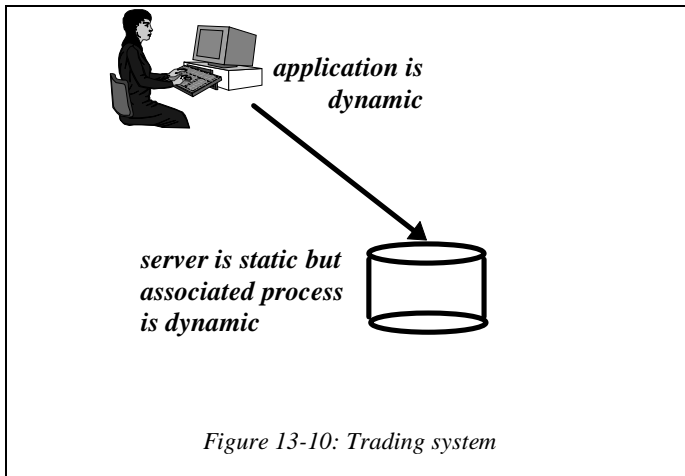 application is
dynamic
server is static but
associated process
is dynamic
Figure 13-10: Trading system